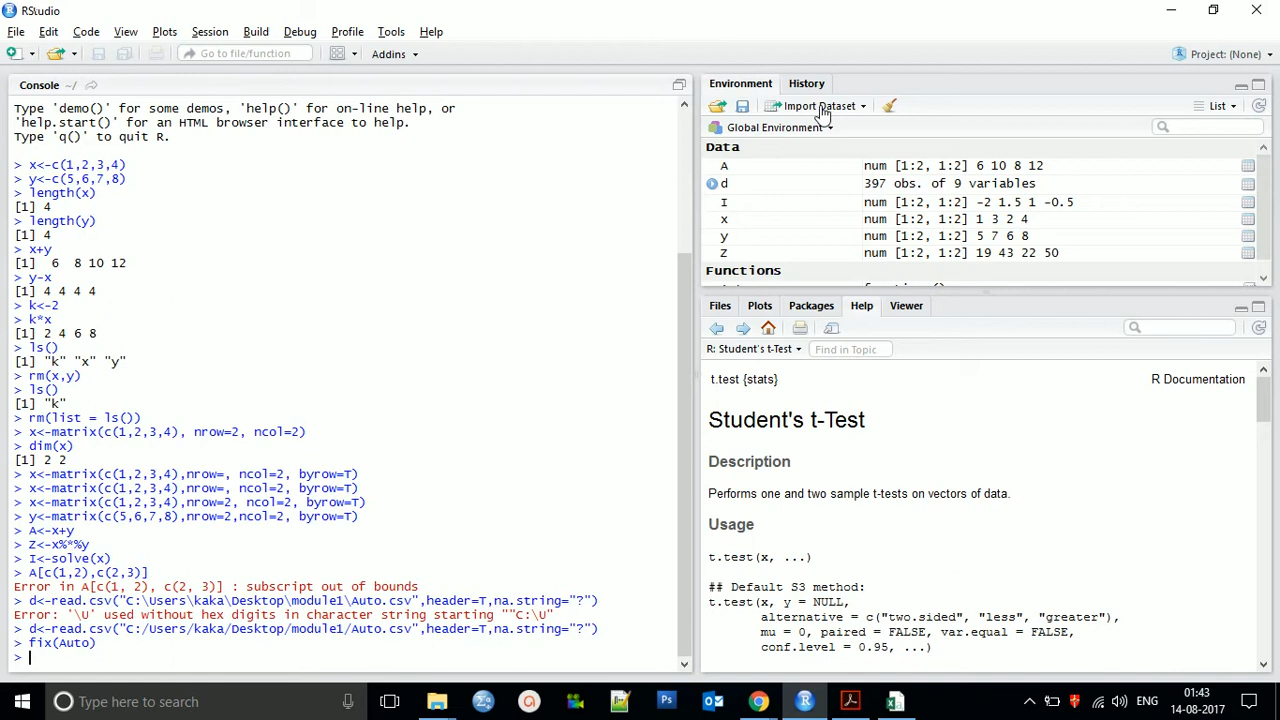 RStudio
File Edit Code View Plots Session Build Debug Profile Tools Help
Go to file/function Addins Project: (None)
Console ~/
Type 'demo()' for some demos, 'help()' for on-line help, or
'help.start()' for an HTML browser interface to help.
Type 'q()' to quit R.
> x<-c(1,2,3,4)
> y<-c(5,6,7,8)
> length(x)
[1] 4
> length(y)
[1] 4
> x+y
[1]  6  8 10 12
> y-x
[1] 4 4 4 4
> k<-2
> k*x
[1] 2 4 6 8
> ls()
[1] "k" "x" "y"
> rm(x,y)
> ls()
[1] "k"
> rm(list = ls())
> x<-matrix(c(1,2,3,4), nrow=2, ncol=2)
> dim(x)
[1] 2 2
> x<-matrix(c(1,2,3,4),nrow=, ncol=2, byrow=T)
> x<-matrix(c(1,2,3,4),nrow=, ncol=2, byrow=T)
> x<-matrix(c(1,2,3,4),nrow=2, ncol=2, byrow=T)
> y<-matrix(c(5,6,7,8),nrow=2,ncol=2, byrow=T)
> A<-x+y
> Z<-x%*%y
> I<-solve(x)
> A[c(1,2),c(2,3)]
Error in A[c(1, 2), c(2, 3)] : subscript out of bounds
> d<-read.csv("C:\Users\kaka\Desktop\module1\Auto.csv",header=T,na.string="?")
Error: '\U' used without hex digits in character string starting ""C:\U"
> d<-read.csv("C:/Users/kaka/Desktop/module1/Auto.csv",header=T,na.string="?")
> fix(Auto)
>
Environment History
Import Dataset List
Global Environment
Data
A num [1:2, 1:2] 6 10 8 12
d 397 obs. of 9 variables
I num [1:2, 1:2] -2 1.5 1 -0.5
x num [1:2, 1:2] 1 3 2 4
y num [1:2, 1:2] 5 7 6 8
Z num [1:2, 1:2] 19 43 22 50
Functions
Files Plots Packages Help Viewer
R: Student's t-Test Find in Topic
t.test {stats} R Documentation
Student's t-Test
Description
Performs one and two sample t-tests on vectors of data.
Usage
t.test(x, ...)
## Default S3 method:
t.test(x, y = NULL,
alternative = c("two.sided", "less", "greater"),
mu = 0, paired = FALSE, var.equal = FALSE,
conf.level = 0.95, ...)
Type here to search ENG 01:43
14-08-2017